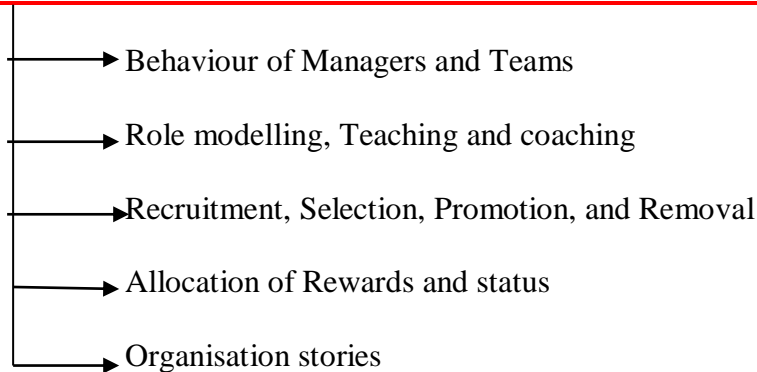 Behaviour of Managers and Teams
Role modelling, Teaching and coaching
Recruitment, Selection, Promotion, and Removal
Allocation of Rewards and status
Organisation stories